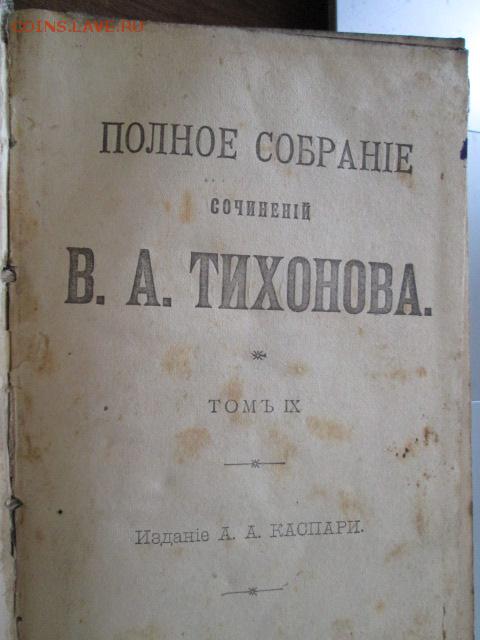 COINS.LAVE.RU
ПОЛНОЕ СОБРАНІЕ
СОЧИНЕНІЙ
В. А. ТИХОНОВА.
ТОМЪ IX
Изданіе А. А. КАСПАРИ.